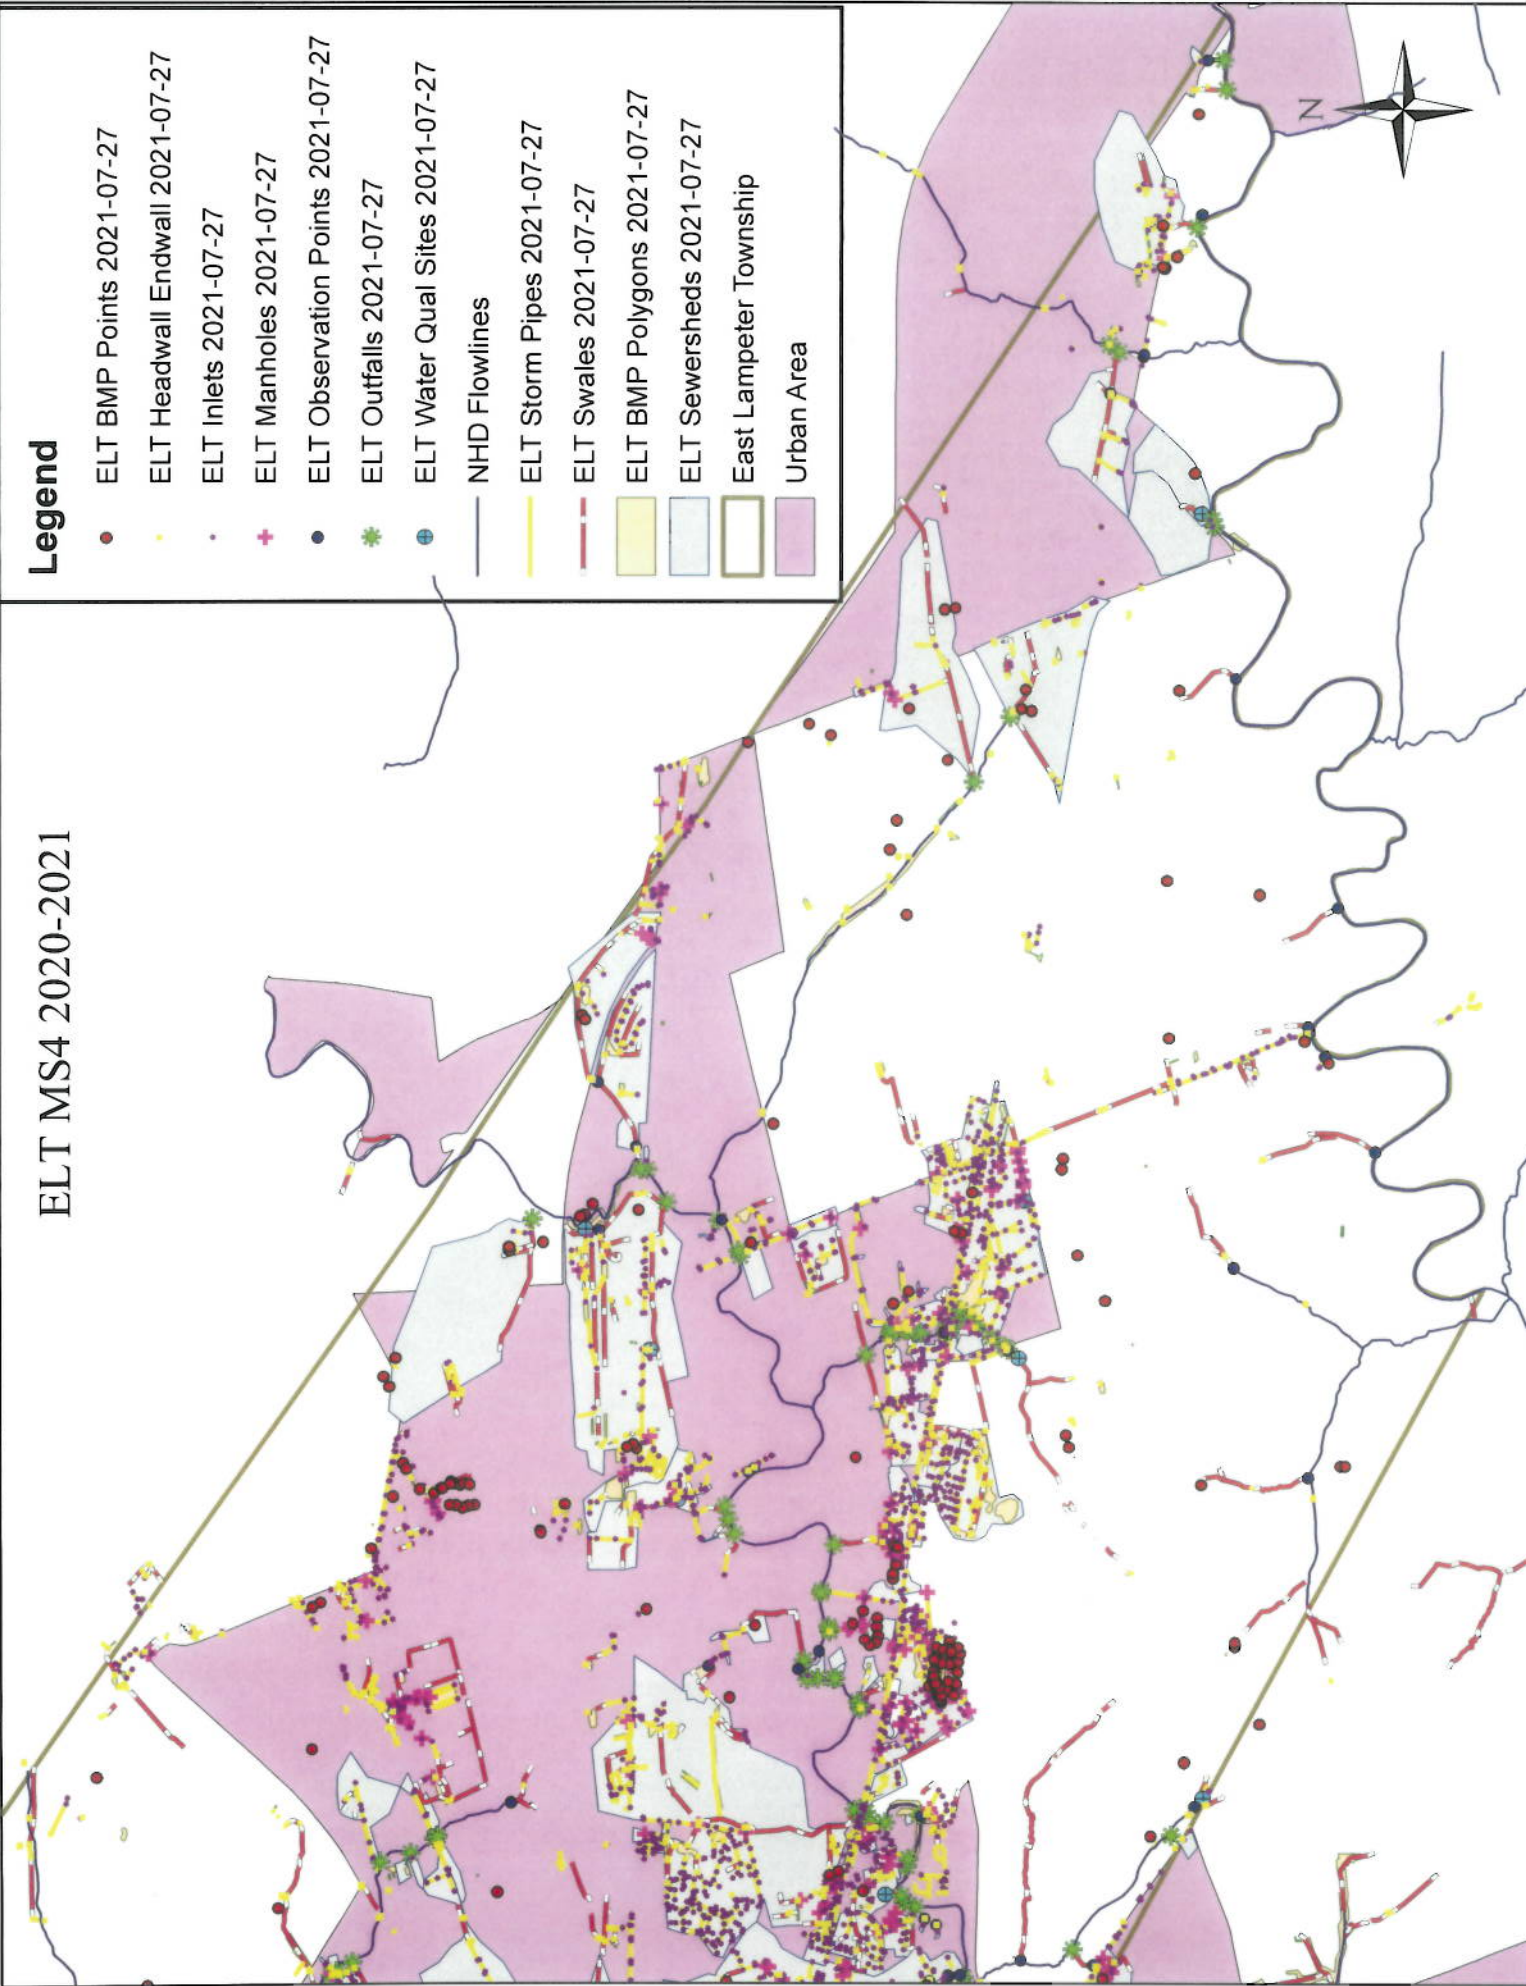 ELT MS4 2020-2021
Legend
ELT BMP Points 2021-07-27
ELT Headwall Endwall 2021-07-27
ELT Inlets 2021-07-27
ELT Manholes 2021-07-27
ELT Observation Points 2021-07-27
ELT Outfalls 2021-07-27
ELT Water Qual Sites 2021-07-27
NHD Flowlines
ELT Storm Pipes 2021-07-27
ELT Swales 2021-07-27
ELT BMP Polygons 2021-07-27
ELT Sewersheds 2021-07-27
East Lampeter Township
Urban Area
N